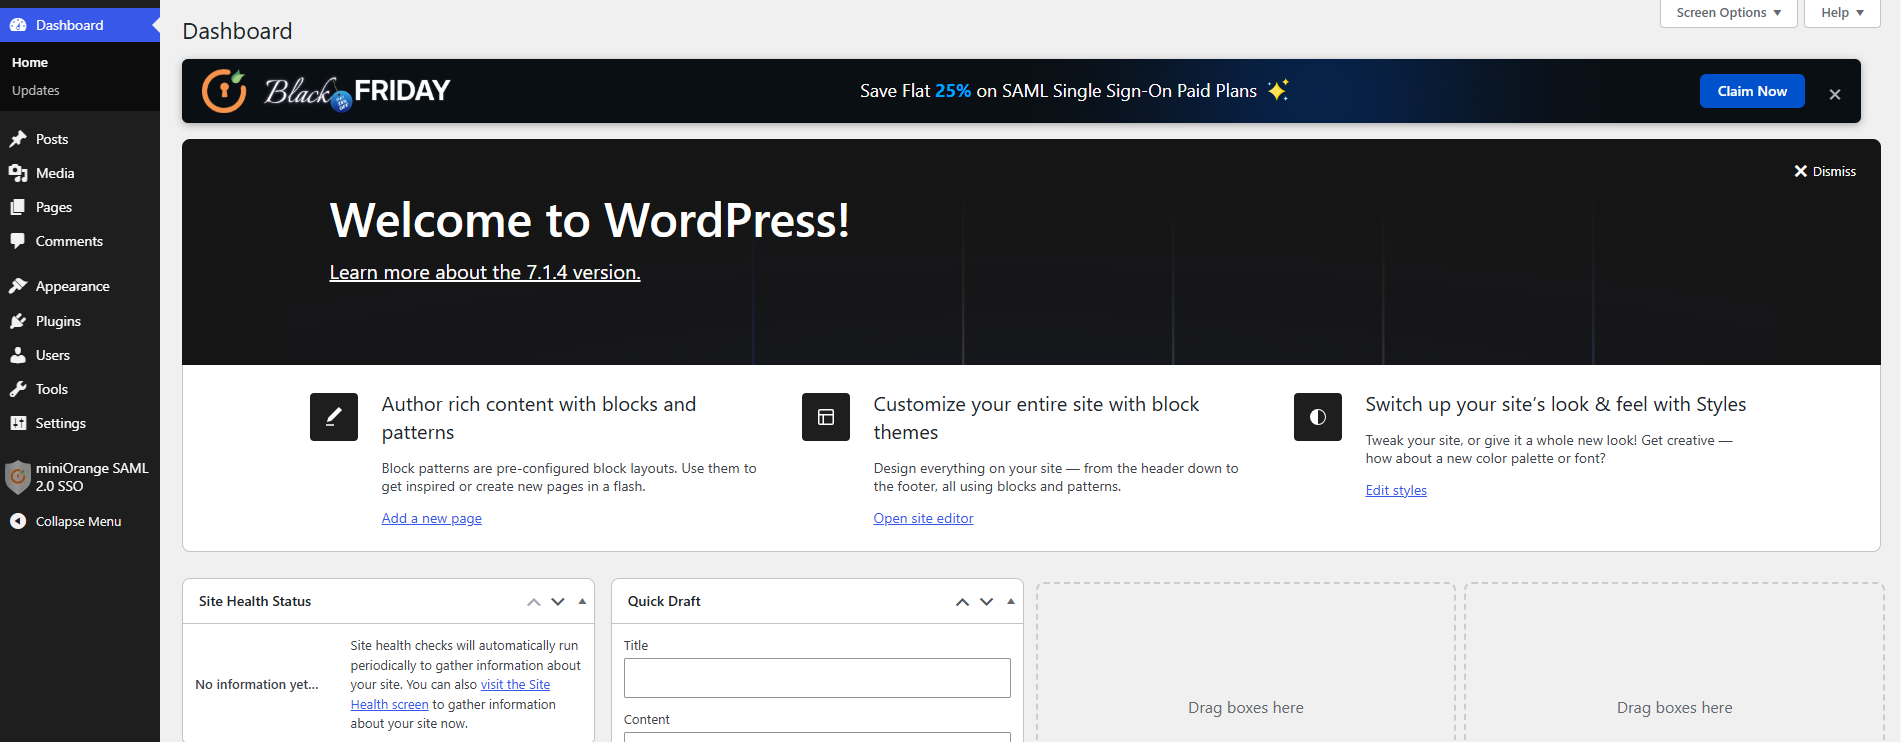 Dashboard
Home
Updates
Posts
Media
Pages
Comments
Appearance
Plugins
Users
Tools
Settings
miniOrange SAML
2.0 SSO
Collapse Menu
Screen Options
Help
Dashboard
Black FRIDAY
Save Flat 25% on SAML Single Sign-On Paid Plans
Claim Now
Dismiss
Welcome to WordPress!
Learn more about the 7.1.4 version.
Author rich content with blocks and
patterns
Block patterns are pre-configured block layouts. Use them to
get inspired or create new pages in a flash.
Add a new page
Customize your entire site with block
themes
Design everything on your site — from the header down to
the footer, all using blocks and patterns.
Open site editor
Switch up your site’s look & feel with Styles
Tweak your site, or give it a whole new look! Get creative —
how about a new color palette or font?
Edit styles
Site Health Status
No information yet...
Site health checks will automatically run
periodically to gather information about
your site. You can also visit the Site
Health screen to gather information
about your site now.
Quick Draft
Title
Content
Drag boxes here
Drag boxes here